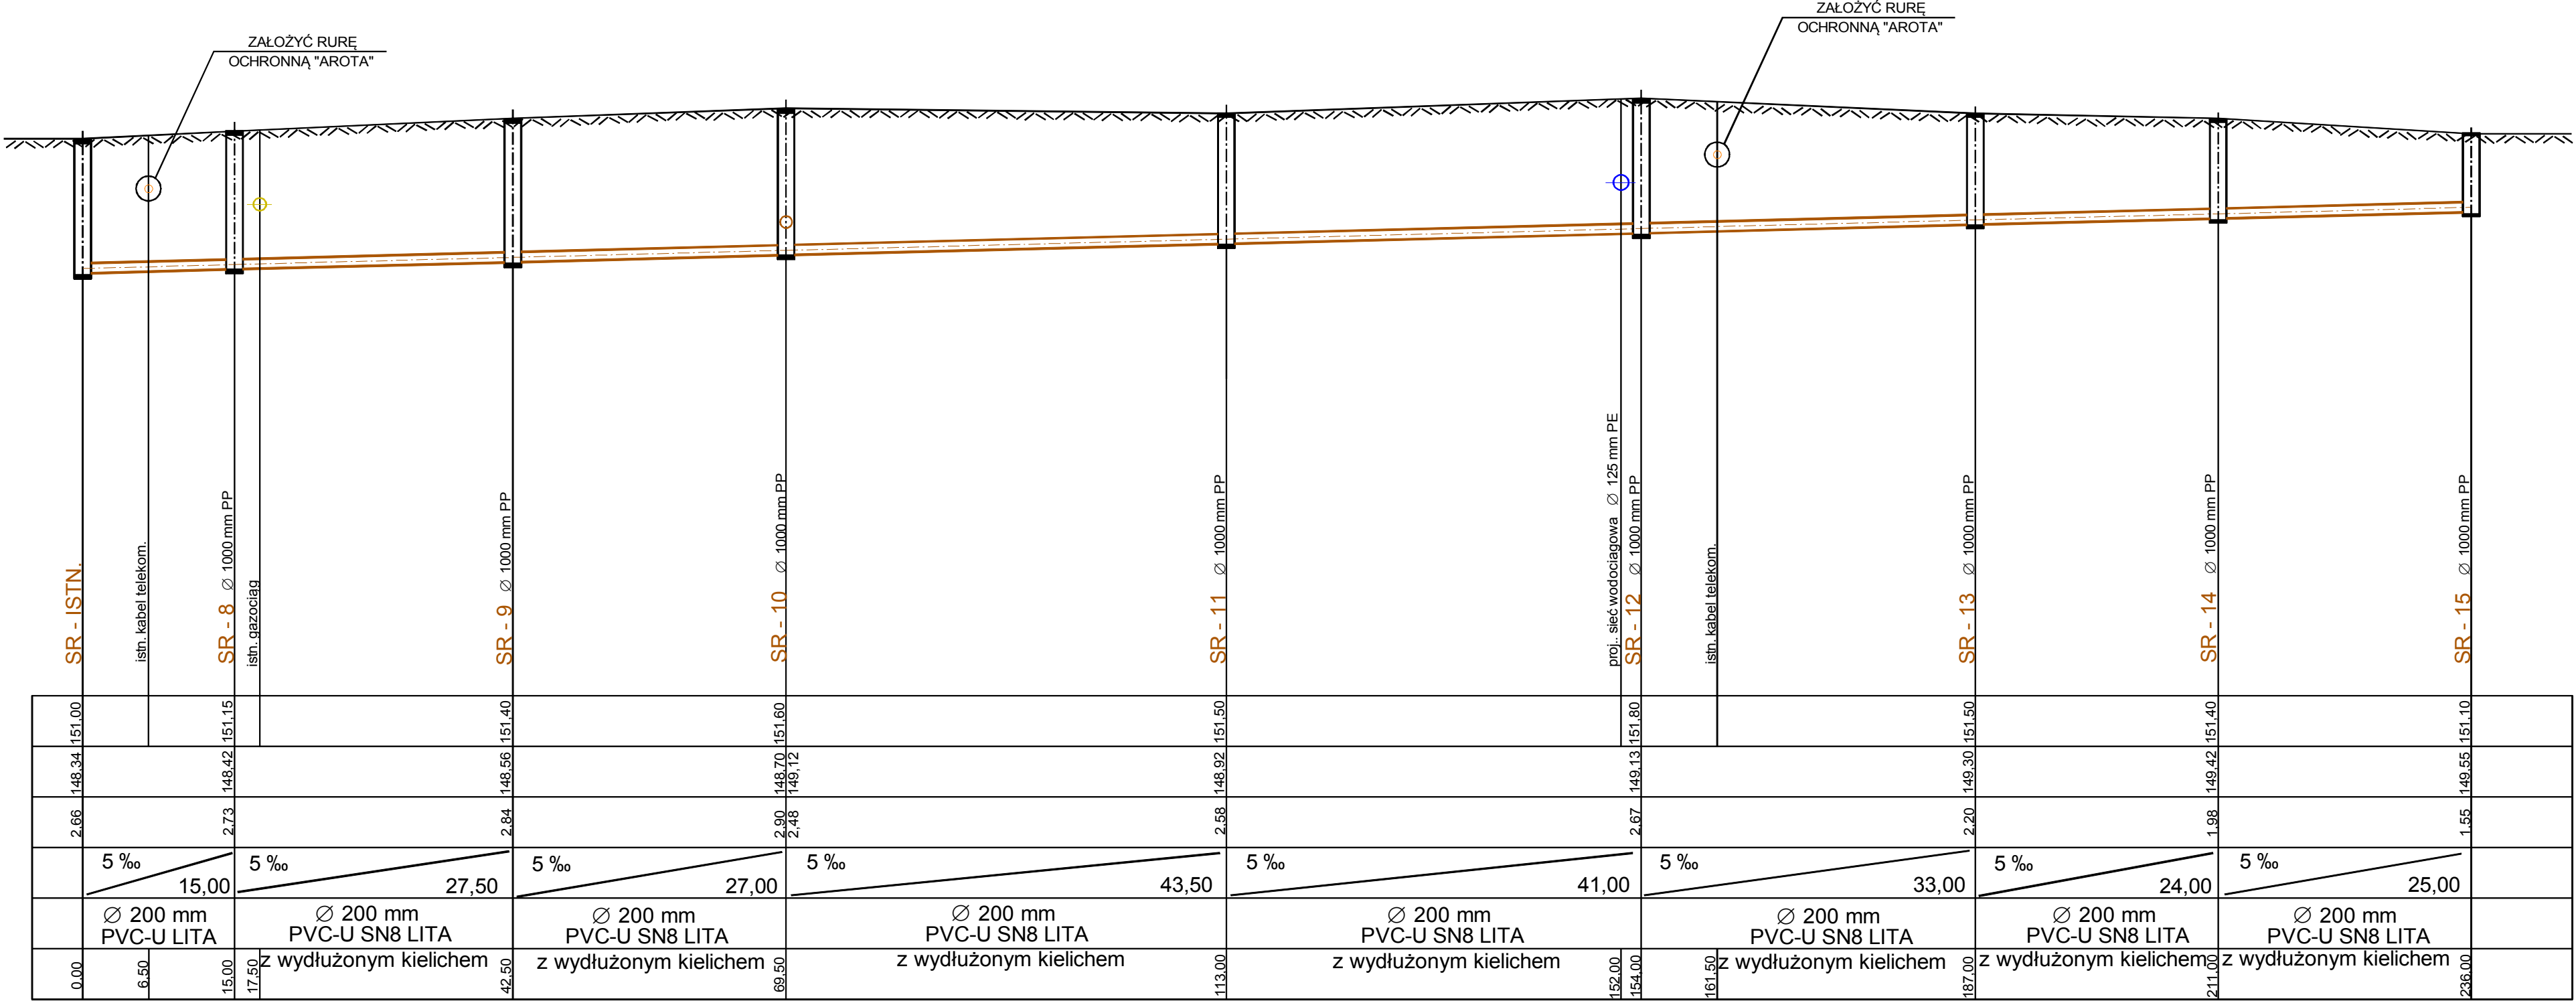 ZAŁOŻYĆ RURĘ
OCHRONNĄ "AROTA"
ZAŁOŻYĆ RURĘ
OCHRONNĄ "AROTA"
SR - ISTN.
istn. kabel telekom.
SR - 8 ∅ 1000 mm PP
istn. gazociąg
SR - 9 ∅ 1000 mm PP
SR - 10 ∅ 1000 mm PP
SR - 11 ∅ 1000 mm PP
proj.. sieć wodociągowa ∅ 125 mm PE
SR - 12 ∅ 1000 mm PP
istn. kabel telekom.
SR - 13 ∅ 1000 mm PP
SR - 14 ∅ 1000 mm PP
SR - 15 ∅ 1000 mm PP
151,00 151,15 151,40 151,60 151,50 151,80 151,50 151,40 151,10
148,34 148,42 148,56 148,70 149,12 148,92 149,13 149,30 149,42 149,55
2,66 2,73 2,84 2,90 2,48 2,58 2,67 2,20 1,98 1,55
5 ‰ 5 ‰ 5 ‰ 5 ‰ 5 ‰ 5 ‰ 5 ‰ 5 ‰
15,00 27,50 27,00 43,50 41,00 33,00 24,00 25,00
∅ 200 mm ∅ 200 mm ∅ 200 mm ∅ 200 mm ∅ 200 mm ∅ 200 mm ∅ 200 mm ∅ 200 mm
PVC-U LITA PVC-U SN8 LITA PVC-U SN8 LITA PVC-U SN8 LITA PVC-U SN8 LITA PVC-U SN8 LITA PVC-U SN8 LITA PVC-U SN8 LITA
z wydłużonym kielichem z wydłużonym kielichem z wydłużonym kielichem z wydłużonym kielichem z wydłużonym kielichem z wydłużonym kielichem z wydłużonym kielichem
0,00 6,50 15,00 17,50 42,50 69,50 113,00 152,00 154,00 161,50 187,00 211,00 236,00